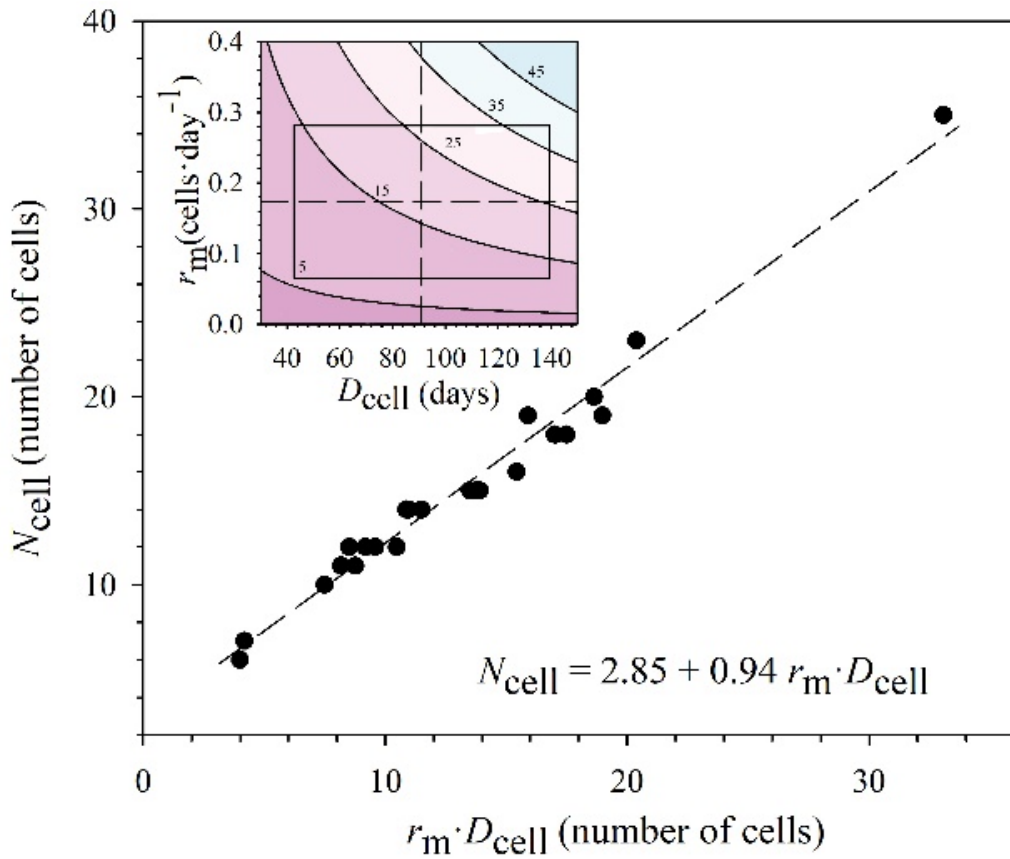 40
30
20
10
N_cell (number of cells)
0.4
0.3
0.2
0.1
0.0
r_m(cells·day^-1)
45
35
25
15
5
40 60 80 100 120 140
D_cell (days)
N_cell = 2.85 + 0.94 r_m·D_cell
0 10 20 30
r_m·D_cell (number of cells)